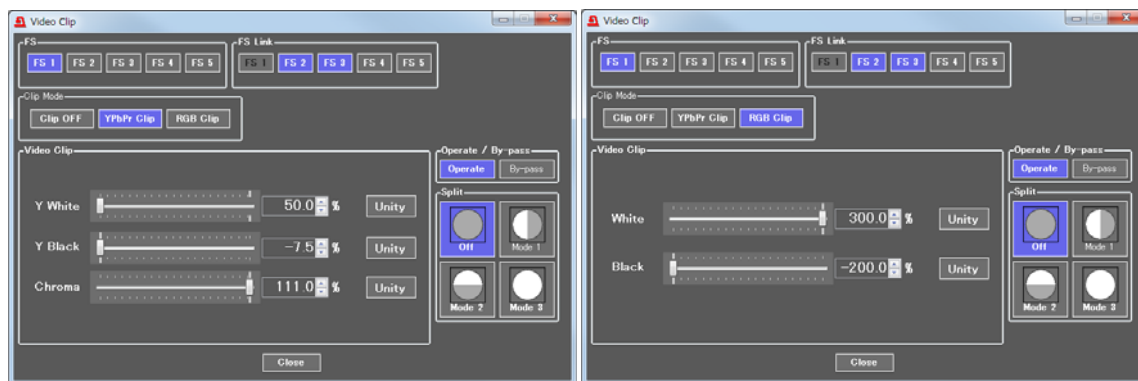 Video Clip
FS
FS 1 FS 2 FS 3 FS 4 FS 5
FS Link
FS 1 FS 2 FS 3 FS 4 FS 5
Clip Mode
Clip OFF YPbPr Clip RGB Clip
Video Clip
Y White 50.0 % Unity
Y Black -7.5 % Unity
Chroma 111.0 % Unity
Operate / By-pass
Operate By-pass
Split
Off Mode 1
Mode 2 Mode 3
Close
Video Clip
FS
FS 1 FS 2 FS 3 FS 4 FS 5
FS Link
FS 1 FS 2 FS 3 FS 4 FS 5
Clip Mode
Clip OFF YPbPr Clip RGB Clip
Video Clip
White 300.0 % Unity
Black -200.0 % Unity
Operate / By-pass
Operate By-pass
Split
Off Mode 1
Mode 2 Mode 3
Close